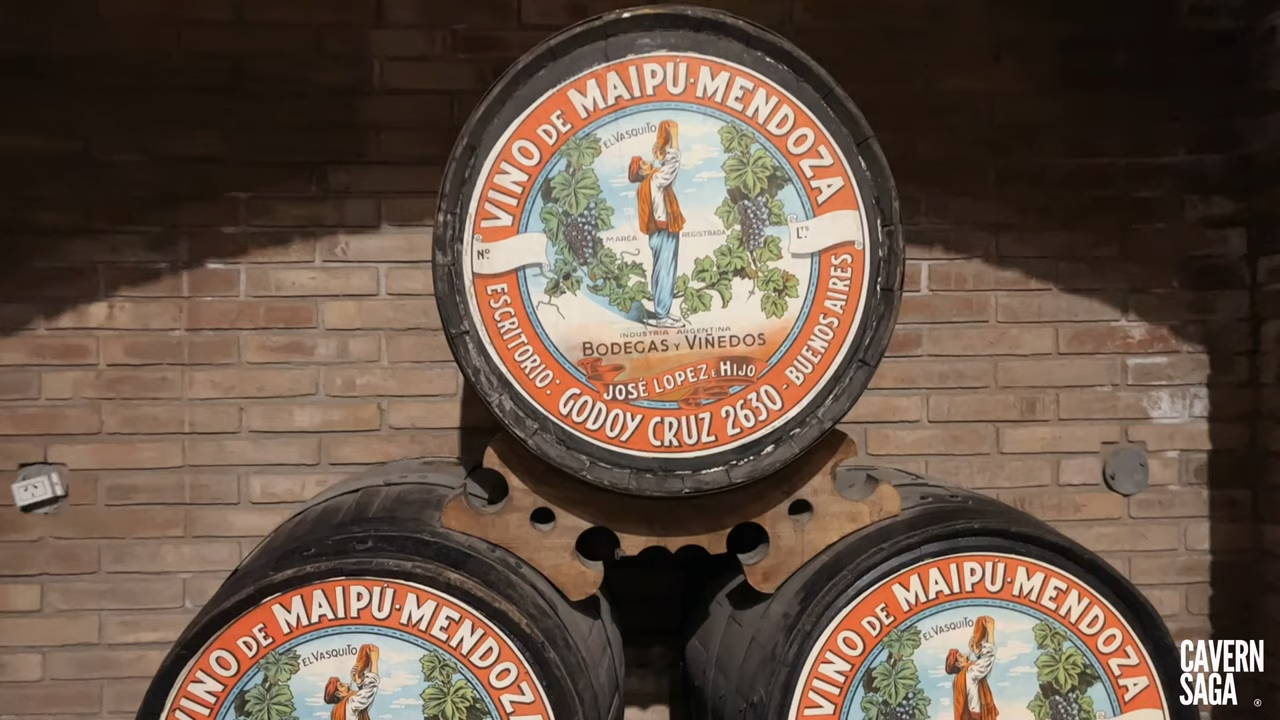 VINO DE MAIPÚ·MENDOZA
EL VASQUITO
MARCA REGISTRADA
Nº
Lts
INDUSTRIA ARGENTINA
BODEGAS Y VIÑEDOS
JOSÉ LOPEZ E HIJO
ESCRITORIO: GODOY CRUZ 2630 - BUENOS AIRES
VINO DE MAIPÚ·MENDOZA
EL VASQUITO
VINO DE MAIPÚ·MENDOZA
EL VASQUITO
CAVERN
SAGA ®